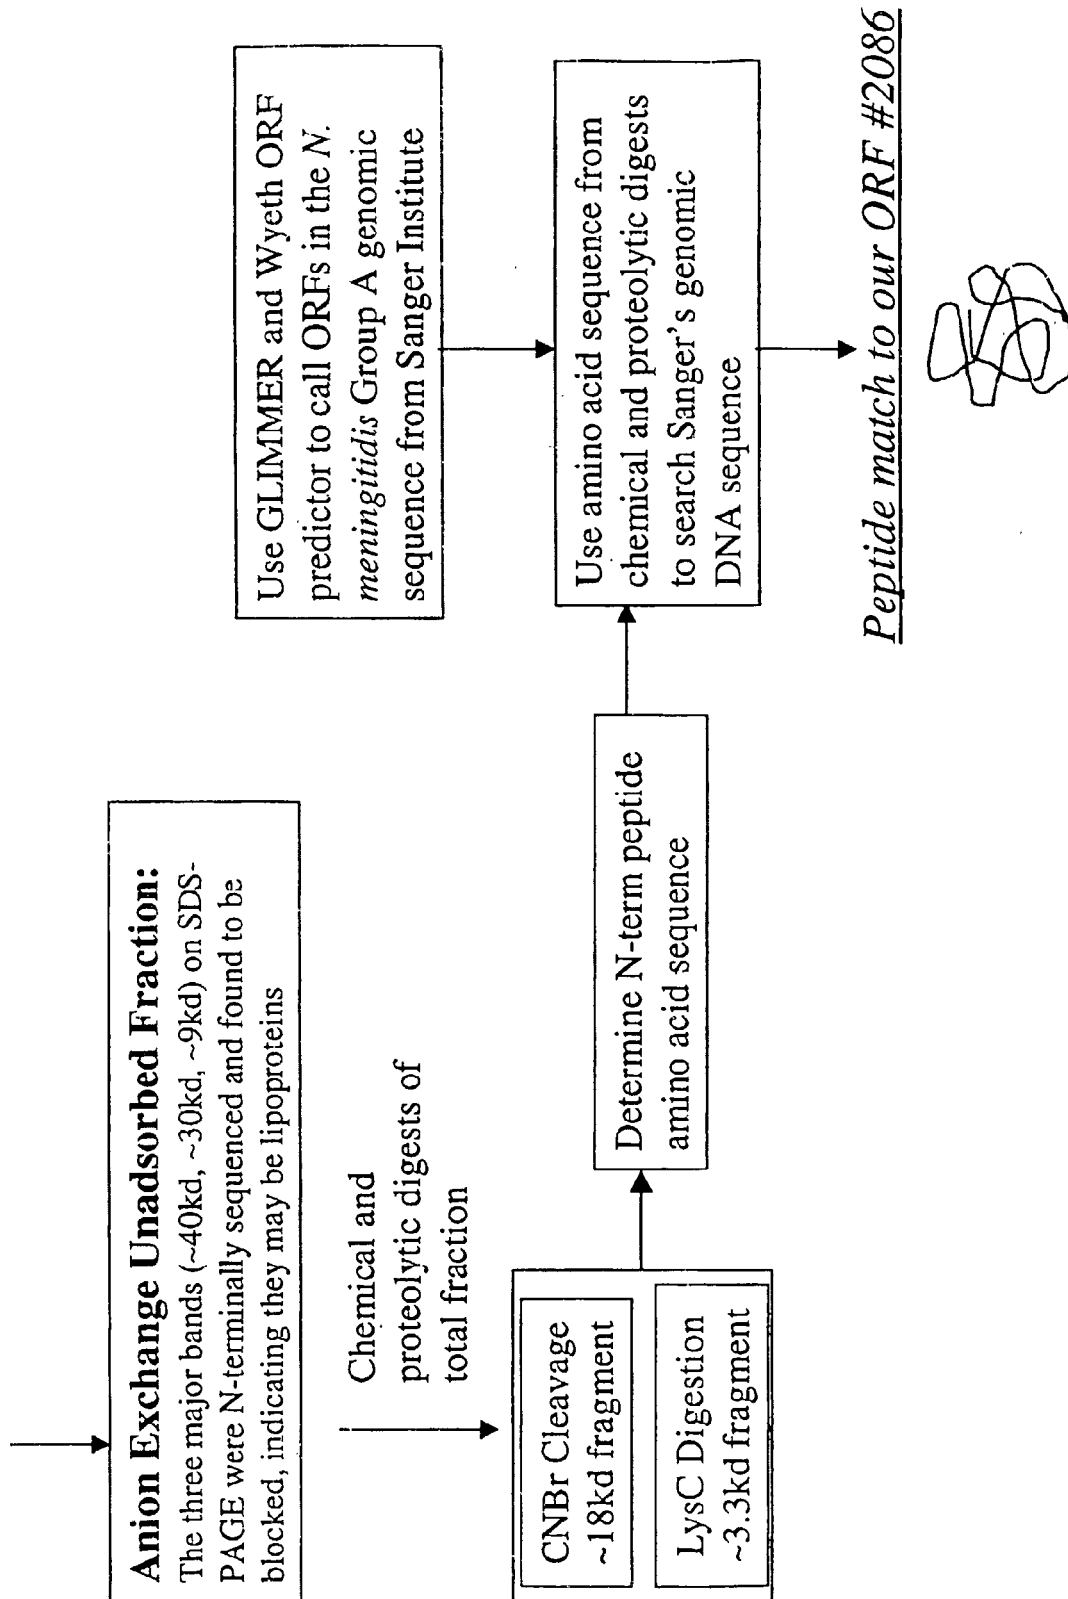 Anion Exchange Unadsorbed Fraction:
The three major bands (~40kd, ~30kd, ~9kd) on SDS-
PAGE were N-terminally sequenced and found to be
blocked, indicating they may be lipoproteins
Chemical and
proteolytic digests of
total fraction
CNBr Cleavage
~18kd fragment
LysC Digestion
~3.3kd fragment
Determine N-term peptide
amino acid sequence
Use GLIMMER and Wyeth ORF
predictor to call ORFs in the N.
meningitidis Group A genomic
sequence from Sanger Institute
Use amino acid sequence from
chemical and proteolytic digests
to search Sanger's genomic
DNA sequence
Peptide match to our ORF #2086